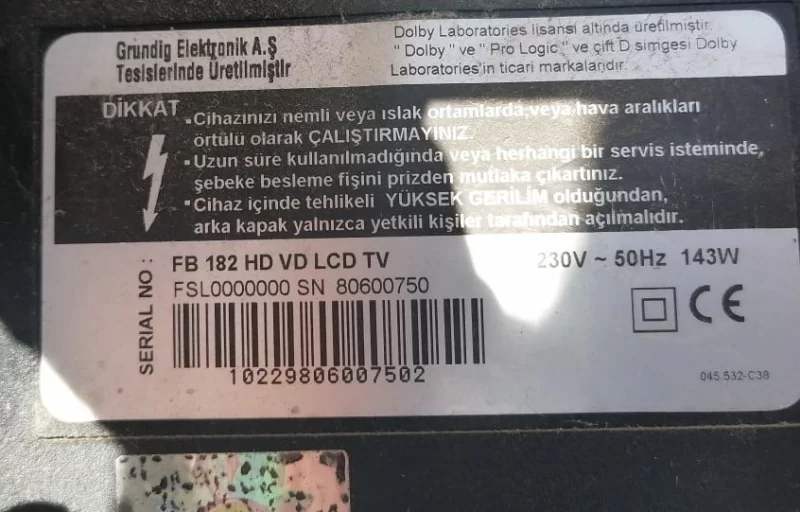 Grundig Elektronik A.Ş
Tesislerinde Üretilmiştir
Dolby Laboratories lisansı altında üretilmiştir.
" Dolby " ve " Pro Logic " ve çift D simgesi Dolby
Laboratories'in ticari markalarıdır.
DİKKAT
▪Cihazınızı nemli veya ıslak ortamlarda,veya hava aralıkları
örtülü olarak ÇALIŞTIRMAYINIZ.
▪Uzun süre kullanılmadığında veya herhangi bir servis isteminde,
şebeke besleme fişini prizden mutlaka çıkartınız.
▪Cihaz içinde tehlikeli YÜKSEK GERİLİM olduğundan,
arka kapak yalnızca yetkili kişiler tarafından açılmalıdır.
SERIAL NO :
FB 182 HD VD LCD TV
230V ~ 50Hz 143W
FSL0000000 SN 80600750
CE
10229806007502
045.532-C38